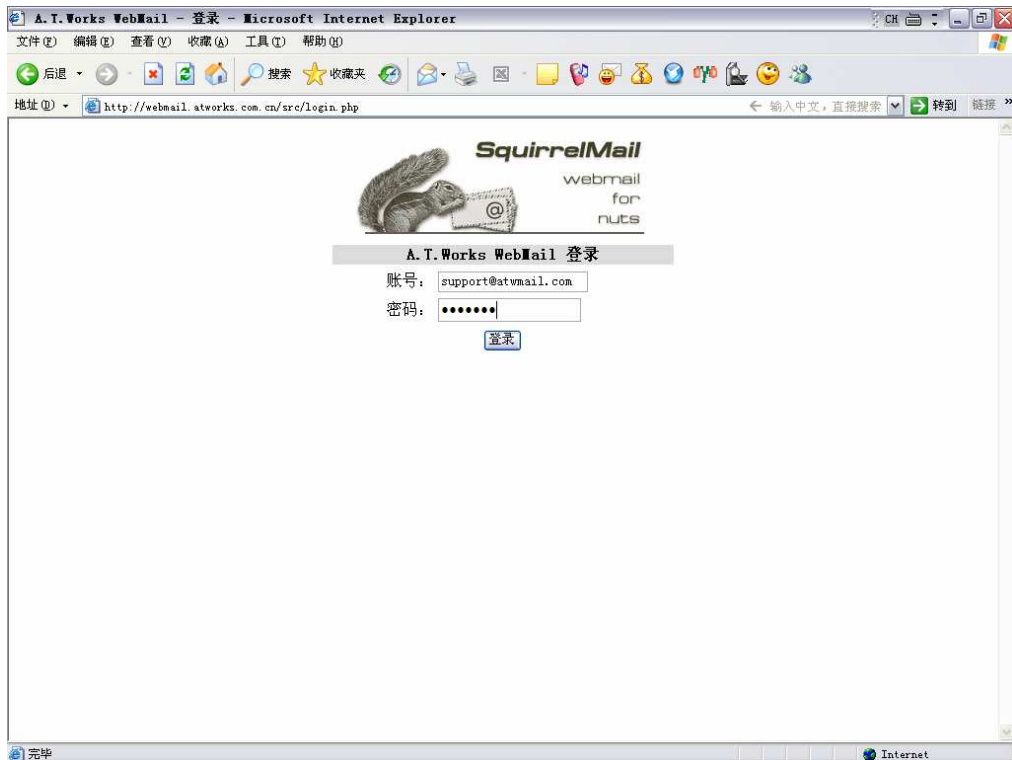 A.T.Works WebMail - 登录 - Microsoft Internet Explorer
CH
文件(F) 编辑(E) 查看(V) 收藏(A) 工具(T) 帮助(H)
后退 搜索 收藏夹
地址(D) http://webmail.atworks.com.cn/src/login.php 输入中文，直接搜索 转到 链接 »
SquirrelMail
webmail
for
nuts
@
A.T.Works WebMail 登录
账号： support@atwmail.com
密码： •••••••
登录
完毕 Internet